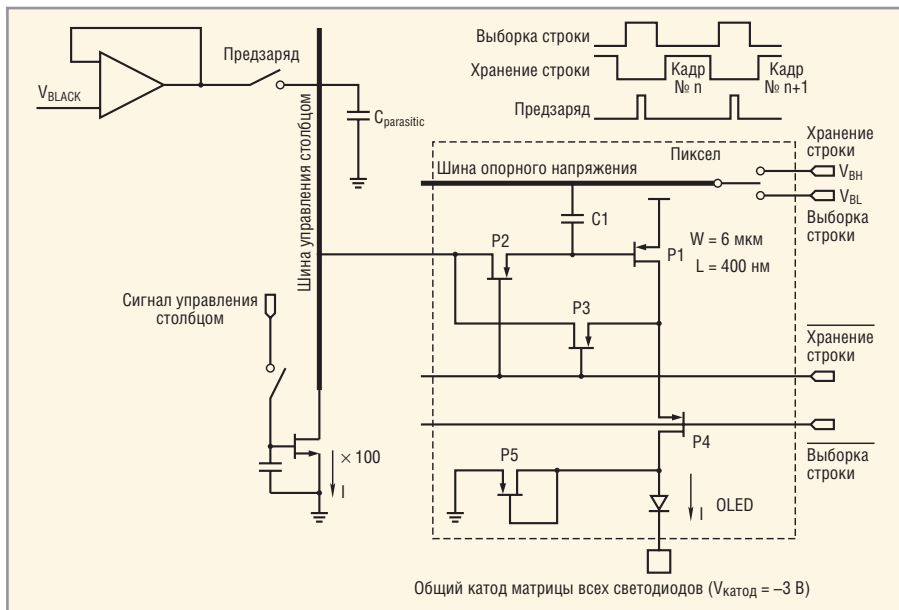 Выборка строки
Хранение строки
Кадр
№ n
Кадр
№ n+1
Предзаряд
Предзаряд
V_BLACK
C_parasitic
Шина управления столбцом
Пиксел
Хранение
строки
Шина опорного напряжения
V_BH
V_BL
Выборка
строки
C1
P2
P1
W = 6 мкм
L = 400 нм
Сигнал управления
столбцом
P3
Хранение
строки
P4
Выборка
строки
P5
× 100
I
OLED
I
Общий катод матрицы всех светодиодов (V_катод = –3 В)